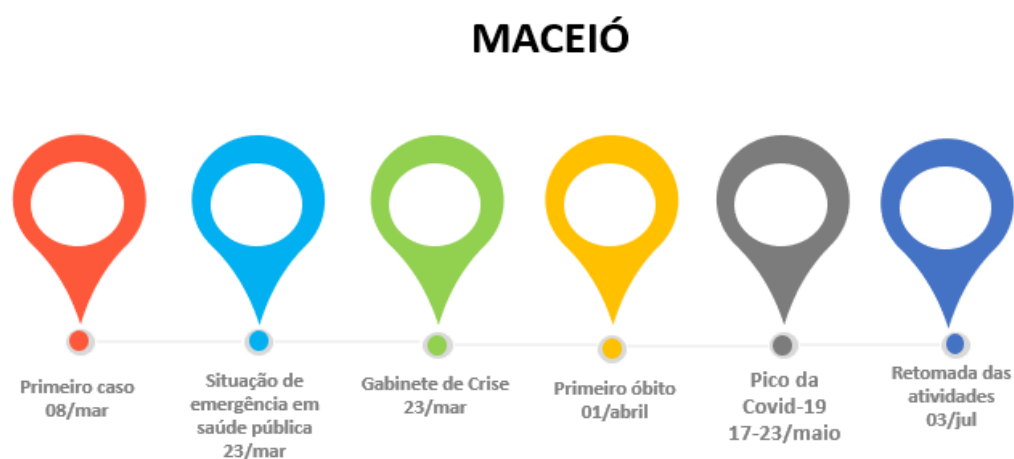 MACEIÓ
Primeiro caso
08/mar
Situação de
emergência em
saúde pública
23/mar
Gabinete de Crise
23/mar
Primeiro óbito
01/abril
Pico da
Covid-19
17-23/maio
Retomada das
atividades
03/jul